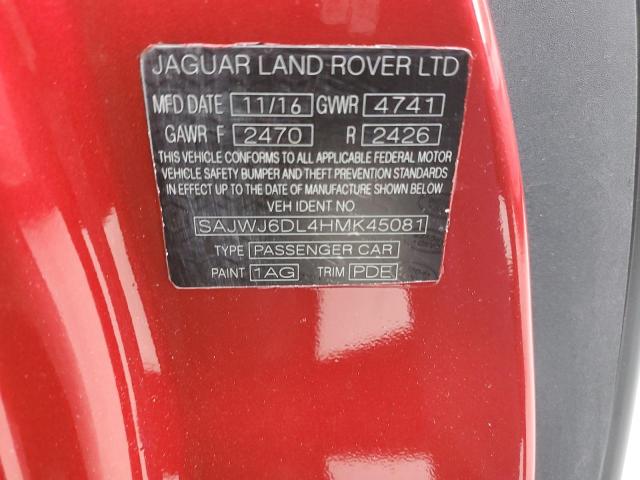 JAGUAR LAND ROVER LTD
MFD DATE 11/16 GVWR 4741
GAWR F 2470 R 2426
THIS VEHICLE CONFORMS TO ALL APPLICABLE FEDERAL MOTOR
VEHICLE SAFETY BUMPER AND THEFT PREVENTION STANDARDS
IN EFFECT UP TO THE DATE OF MANUFACTURE SHOWN BELOW
VEH IDENT NO
SAJWJ6DL4HMK45081
TYPE PASSENGER CAR
PAINT 1AG TRIM PDE